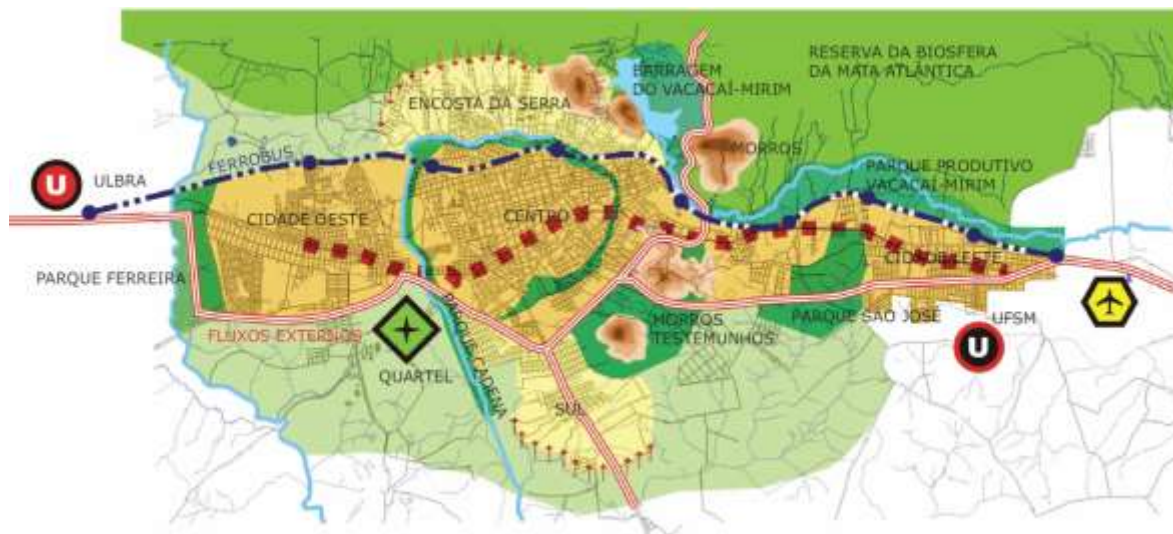 RESERVA DA BIOSFERA
DA MATA ATLÂNTICA
BARRAGEM
DO VACACAÍ-MIRIM
ENCOSTA DA SERRA
MORROS
FERROBUS
PARQUE PRODUTIVO
VACACAÍ-MIRIM
U
ULBRA
CIDADE OESTE
CENTRO
CIDADE LESTE
PARQUE FERREIRA
FLUXOS EXTERNOS
PARQUE CADENA
MORROS
TESTEMUNHOS
PARQUE SÃO JOSÉ
UFSM
U
QUARTEL
SUL